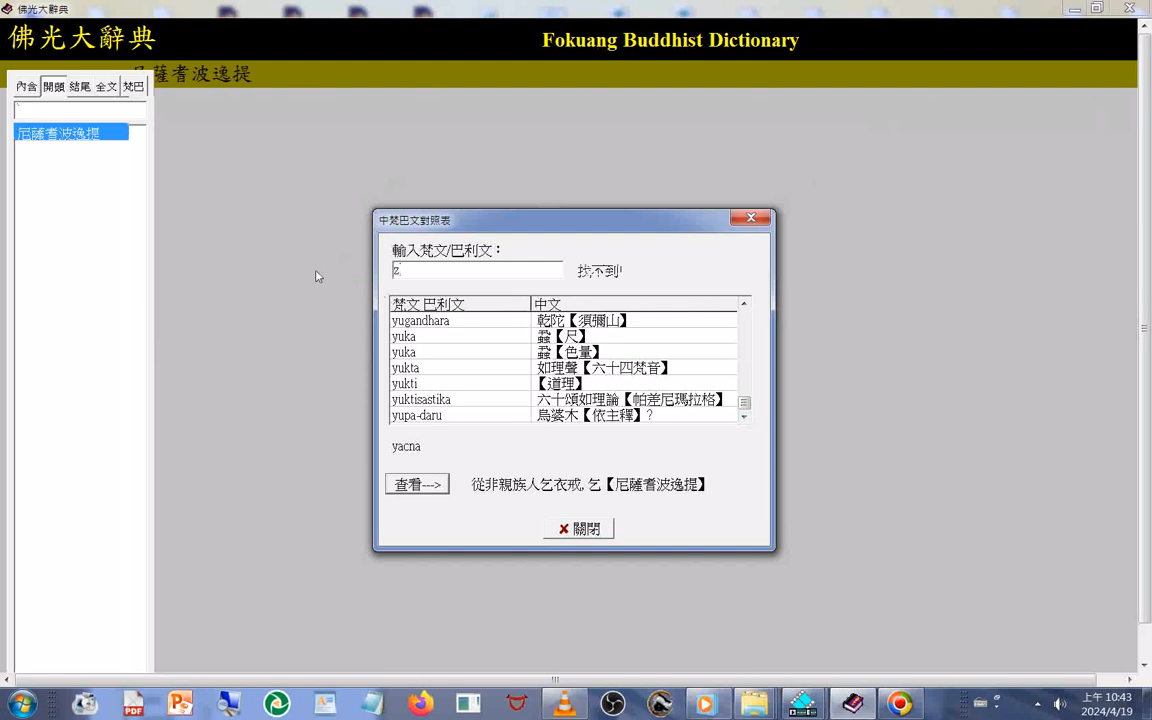 佛光大辭典
佛光大辭典
Fokuang Buddhist Dictionary
尼薩耆波逸提
內含 開頭 結尾 全文 梵巴
尼薩耆波逸提
中梵巴文對照表
輸入梵文/巴利文：
z
找不到!
梵文 巴利文 中文
yugandhara 乾陀【須彌山】
yuka 蝨【尺】
yuka 蝨【色量】
yukta 如理聲【六十四梵音】
yukti 【道理】
yuktisastika 六十頌如理論【帕差尼瑪拉格】
yupa-daru 烏婆木【依主釋】?
yacna
查看---> 從非親族人乞衣戒, 乞【尼薩耆波逸提】
關閉
PDF
上午 10:43
2024/4/19